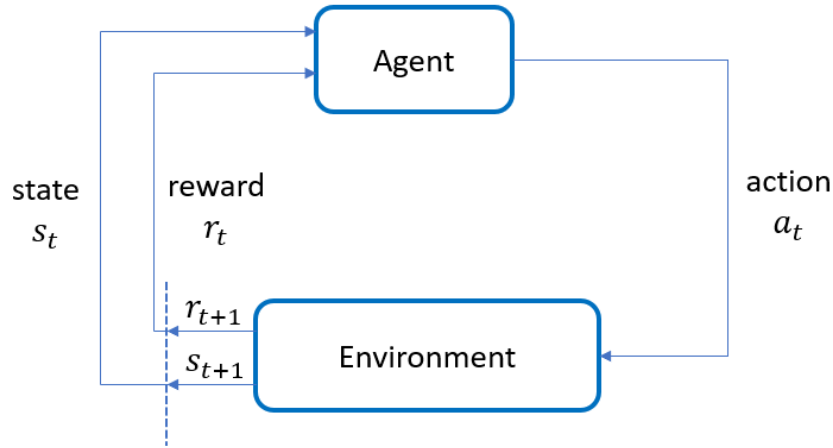 Agent
state
s_t
reward
r_t
action
a_t
r_{t+1}
s_{t+1}
Environment